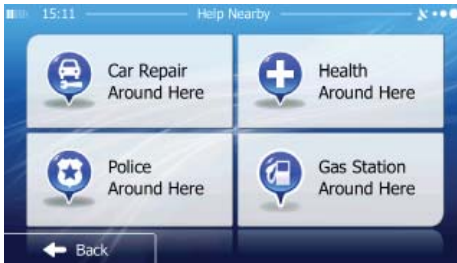 15:11 Help Nearby
Car Repair
Around Here
Health
Around Here
Police
Around Here
Gas Station
Around Here
Back